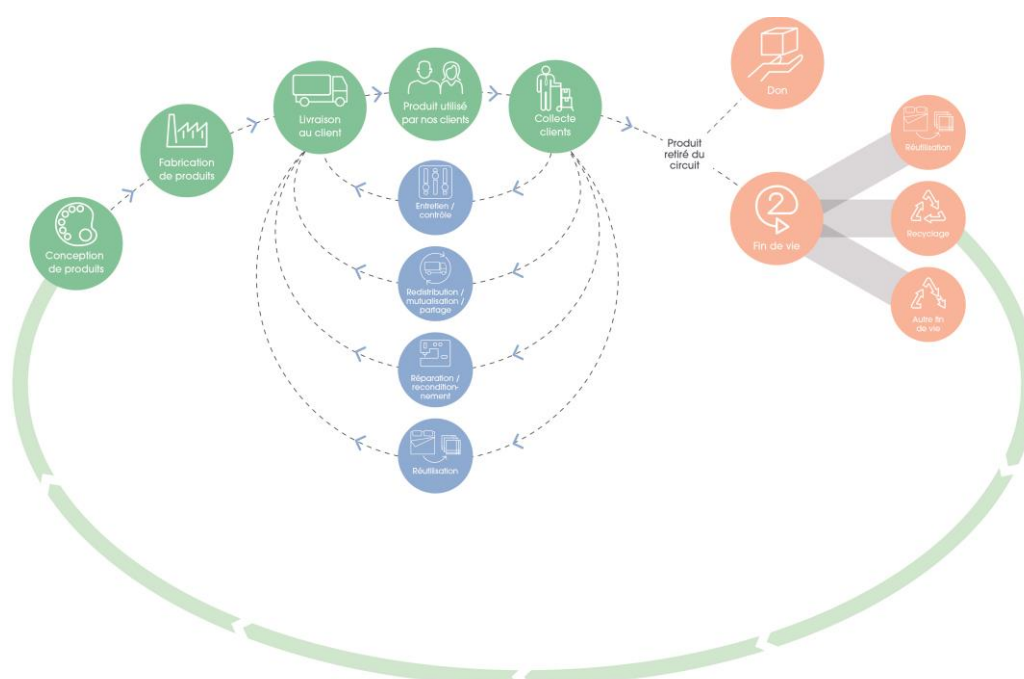 Conception
de produits
Fabrication
de produits
Livraison
au client
Produit utilisé
par nos clients
Collecte
clients
Entretien /
contrôle
Redistribution /
mutualisation /
partage
Réparation /
recondition-
nement
Réutilisation
Produit
retiré du
circuit
Don
2
Fin de vie
Réutilisation
Recyclage
Autre fin
de vie